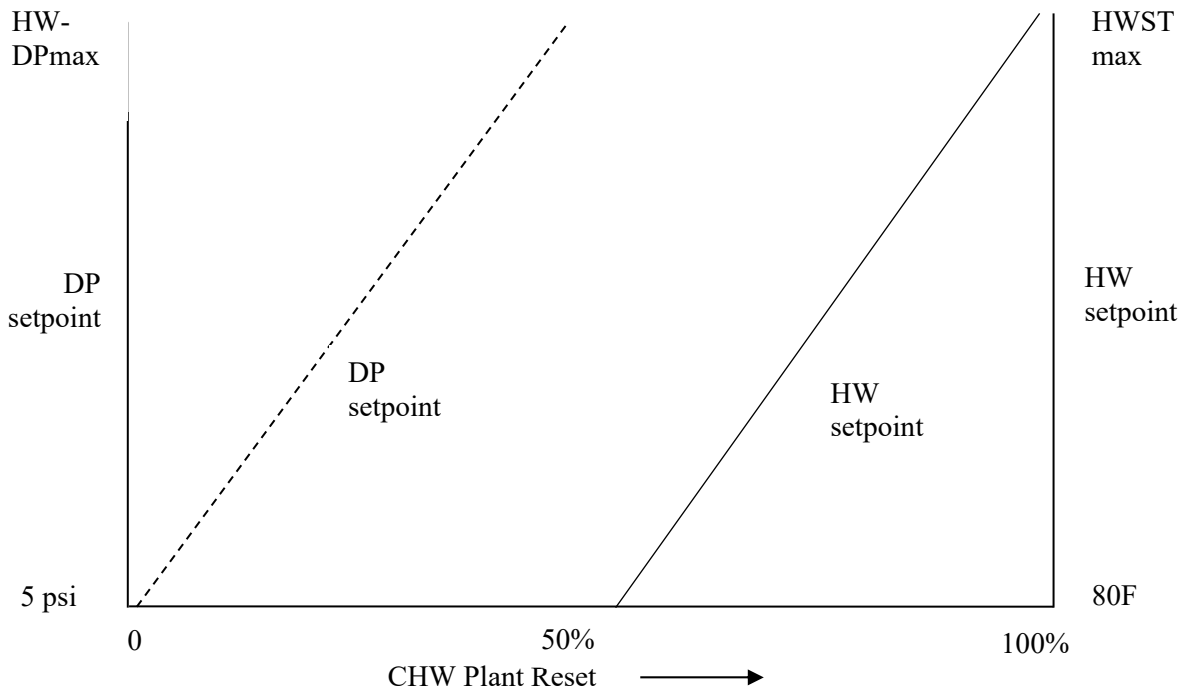 HW-
DPmax
HWST
max
DP
setpoint
HW
setpoint
DP
setpoint
HW
setpoint
5 psi
80F
0
50%
100%
CHW Plant Reset